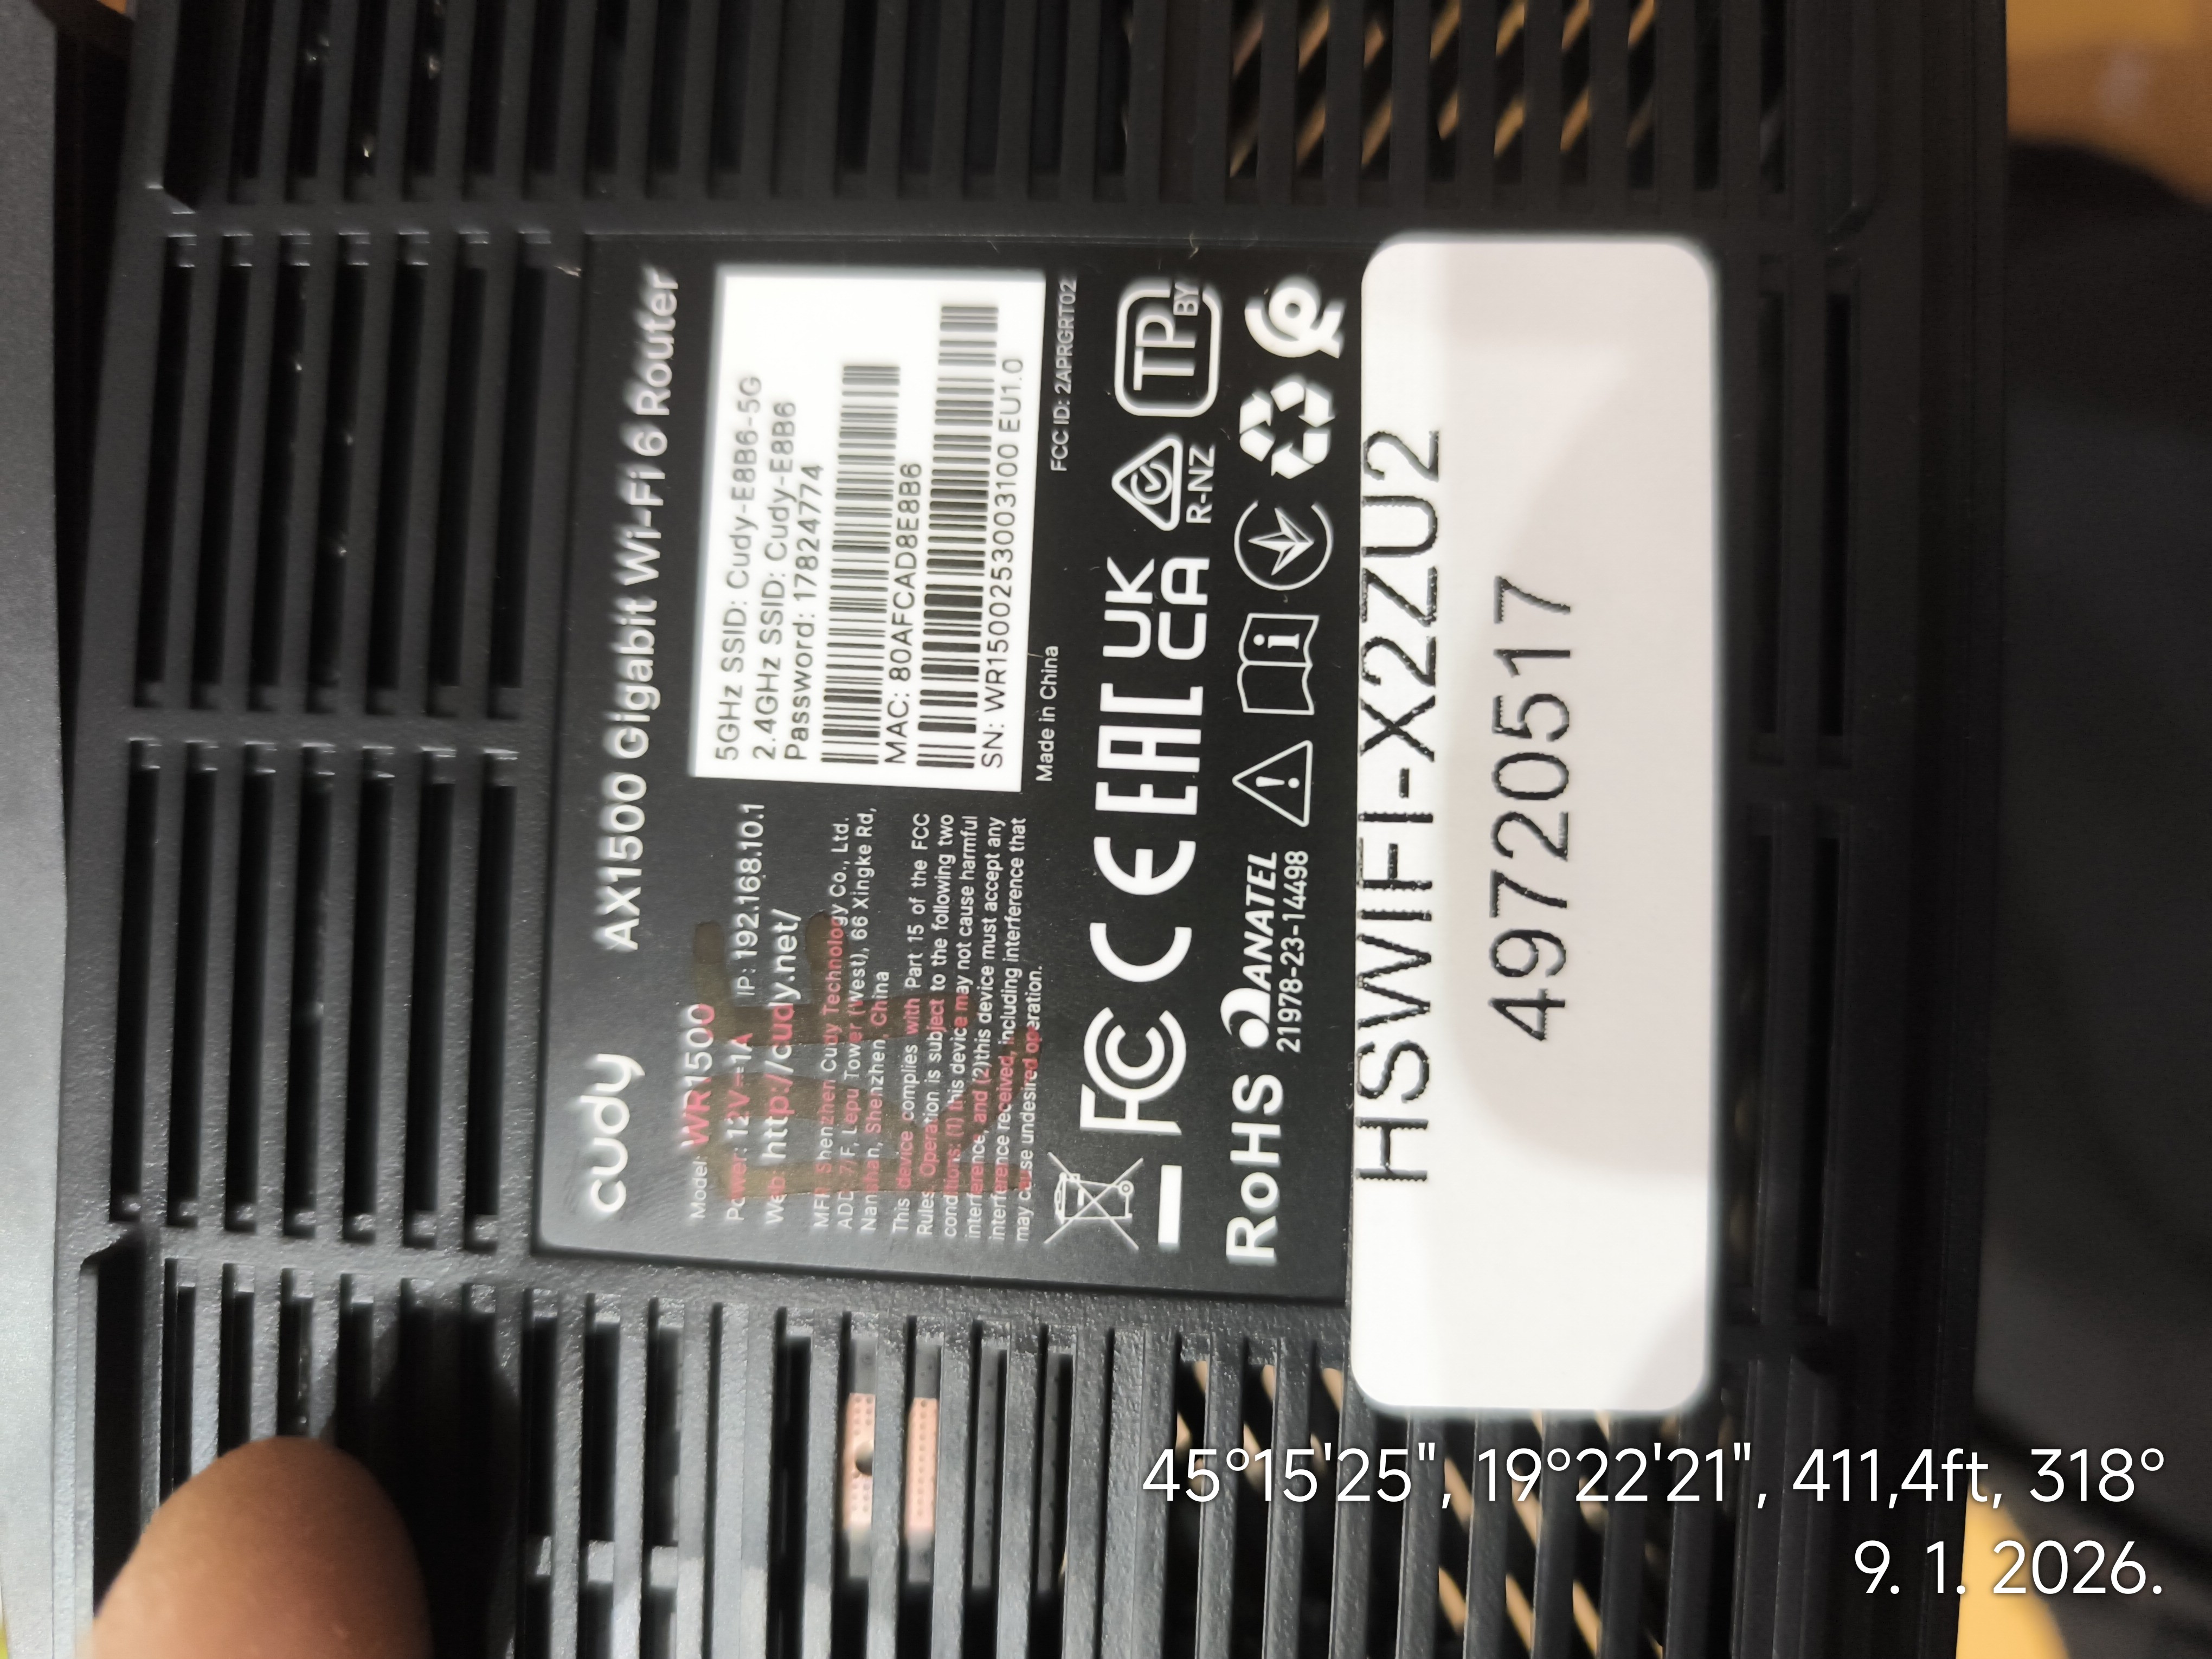 cudy
AX1500 Gigabit Wi-Fi 6 Router
Model: WR1500
Power: 12V⎓1A IP: 192.168.10.1
Web: http://cudy.net/
MFR: Shenzhen Cudy Technology Co., Ltd.
ADD: 7/F, Lepu Tower (West), 66 Xingke Rd,
Nanshan, Shenzhen, China
This device complies with Part 15 of the FCC
Rules. Operation is subject to the following two
conditions: (1) this device may not cause harmful
interference, and (2)this device must accept any
interference received, including interference that
may cause undesired operation.
5GHz SSID: Cudy-E8B6-5G
2.4GHz SSID: Cudy-E8B6
Password: 17824774
MAC: 80AFCAD8E8B6
SN: WR1500253003100 EU1.0
Made in China
FCC ID: 2APRGRT02
FC CE EAC UK CA R-NZ TP BY
RoHS ANATEL
21978-23-14498
HSWIFI-X2ZU2
49720517
45°15'25", 19°22'21", 411,4ft, 318°
9. 1. 2026.